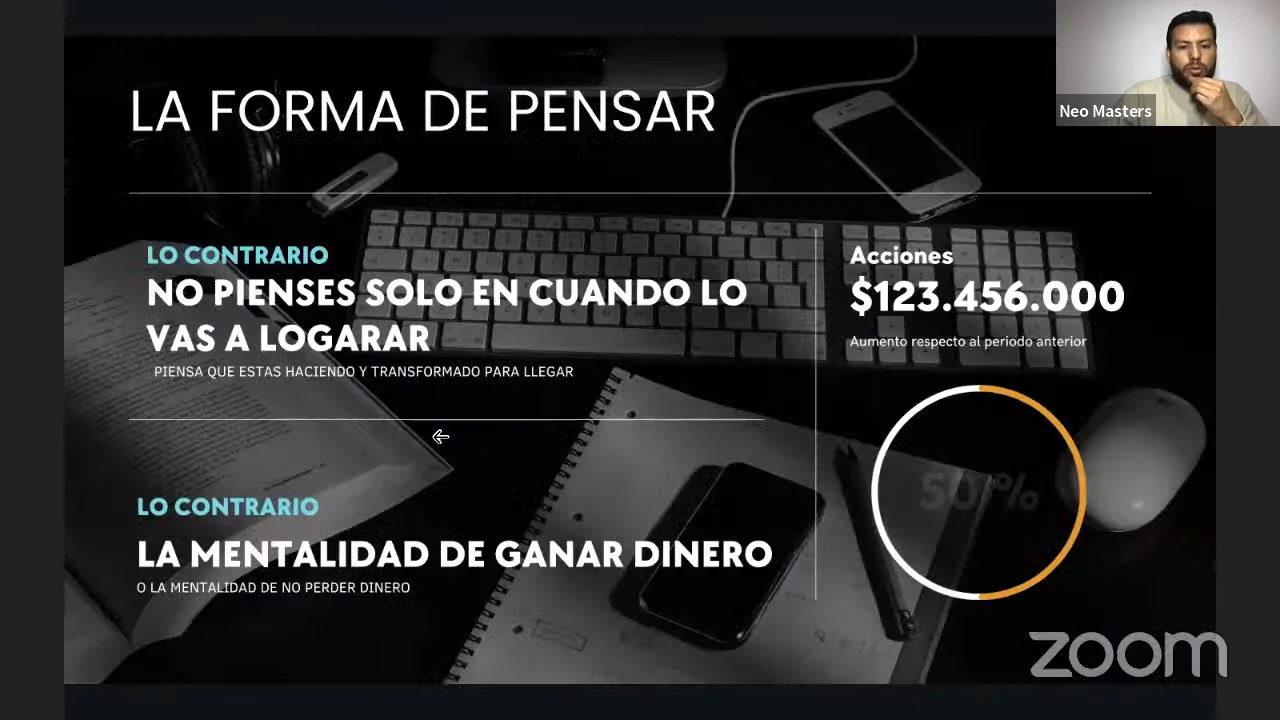 LA FORMA DE PENSAR
Neo Masters
LO CONTRARIO
NO PIENSES SOLO EN CUANDO LO
VAS A LOGARAR
PIENSA QUE ESTAS HACIENDO Y TRANSFORMADO PARA LLEGAR
LO CONTRARIO
LA MENTALIDAD DE GANAR DINERO
O LA MENTALIDAD DE NO PERDER DINERO
Acciones
$123.456.000
Aumento respecto al periodo anterior
50 %
zoom